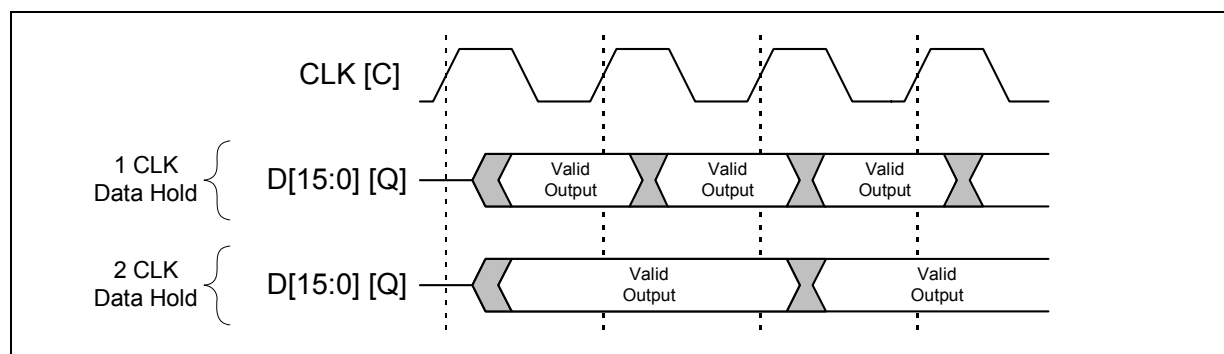 CLK [C]
1 CLK
Data Hold
D[15:0] [Q]
Valid
Output
Valid
Output
Valid
Output
2 CLK
Data Hold
D[15:0] [Q]
Valid
Output
Valid
Output